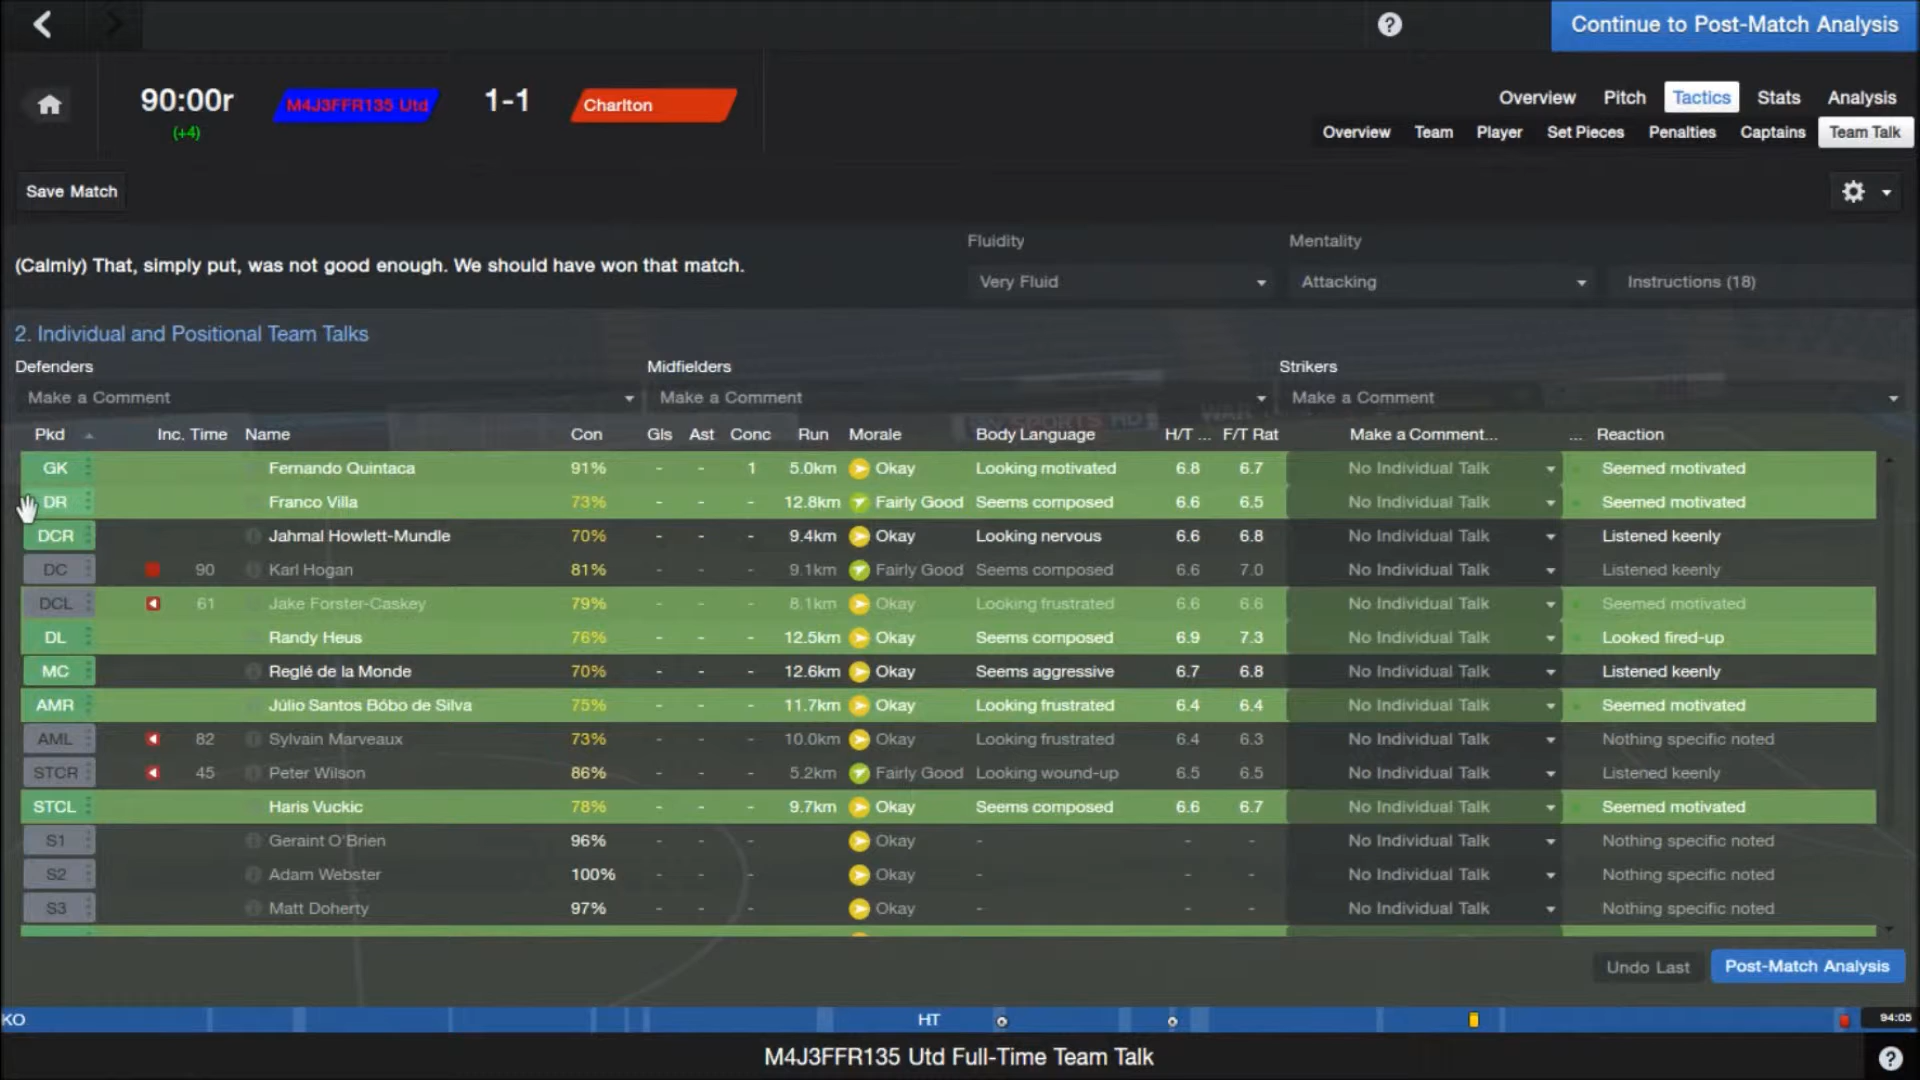 Continue to Post-Match Analysis
90:00r M4J3FFR135 Utd 1-1 Charlton
(+4)
Overview Pitch Tactics Stats Analysis
Overview Team Player Set Pieces Penalties Captains Team Talk
Save Match
Fluidity Mentality
(Calmly) That, simply put, was not good enough. We should have won that match.
Very Fluid Attacking Instructions (18)
2. Individual and Positional Team Talks
Defenders Midfielders Strikers
Make a Comment Make a Comment Make a Comment
Pkd Inc. Time Name Con Gls Ast Conc Run Morale Body Language H/T ... F/T Rat Make a Comment... ... Reaction
GK Fernando Quintaca 91% - - 1 5.0km Okay Looking motivated 6.8 6.7 No Individual Talk Seemed motivated
DR Franco Villa 73% - - - 12.8km Fairly Good Seems composed 6.6 6.5 No Individual Talk Seemed motivated
DCR Jahmal Howlett-Mundle 70% - - - 9.4km Okay Looking nervous 6.6 6.8 No Individual Talk Listened keenly
DC 90 Karl Hogan 81% - - - 9.1km Fairly Good Seems composed 6.6 7.0 No Individual Talk Listened keenly
DCL 61 Jake Forster-Caskey 79% - - - 8.1km Okay Looking frustrated 6.6 6.6 No Individual Talk Seemed motivated
DL Randy Heus 76% - - - 12.5km Okay Seems composed 6.9 7.3 No Individual Talk Looked fired-up
MC Reglé de la Monde 70% - - - 12.6km Okay Seems aggressive 6.7 6.8 No Individual Talk Listened keenly
AMR Júlio Santos Bóbo de Silva 75% - - - 11.7km Okay Looking frustrated 6.4 6.4 No Individual Talk Seemed motivated
AML 82 Sylvain Marveaux 73% - - - 10.0km Okay Looking frustrated 6.4 6.3 No Individual Talk Nothing specific noted
STCR 45 Peter Wilson 86% - - - 5.2km Fairly Good Looking wound-up 6.5 6.5 No Individual Talk Listened keenly
STCL Haris Vuckic 78% - - - 9.7km Okay Seems composed 6.6 6.7 No Individual Talk Seemed motivated
S1 Geraint O'Brien 96% - - - Okay - - - No Individual Talk Nothing specific noted
S2 Adam Webster 100% - - - Okay - - - No Individual Talk Nothing specific noted
S3 Matt Doherty 97% - - - Okay - - - No Individual Talk Nothing specific noted
Undo Last Post-Match Analysis
KO HT 94:05
M4J3FFR135 Utd Full-Time Team Talk